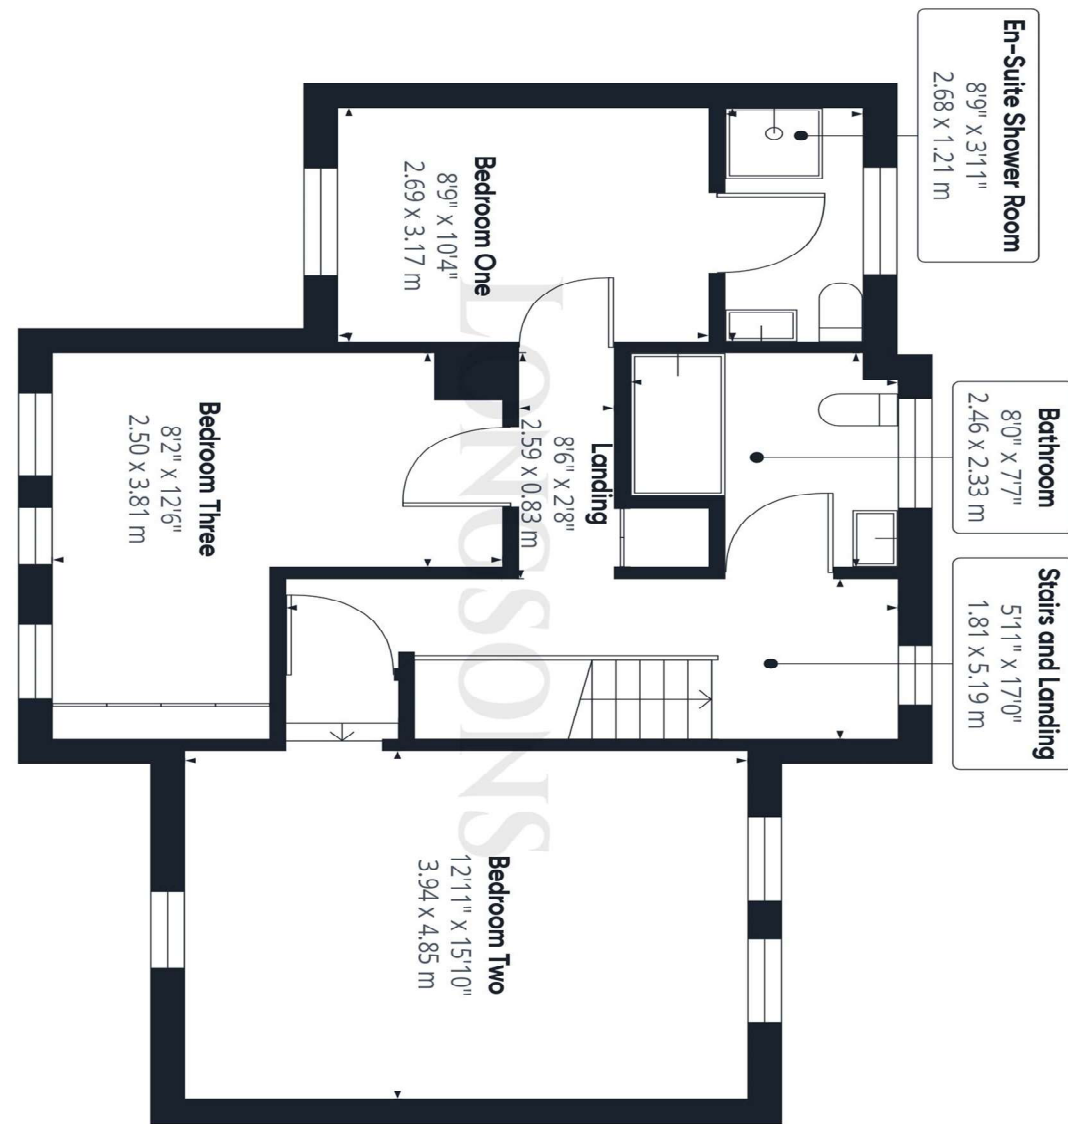 En-Suite Shower Room
8'9" x 3'11"
2.68 x 1.21 m
Bathroom
8'0" x 7'7"
2.46 x 2.33 m
Stairs and Landing
5'11" x 17'0"
1.81 x 5.19 m
Bedroom One
8'9" x 10'4"
2.69 x 3.17 m
Landing
8'6" x 2'8"
2.59 x 0.83 m
Bedroom Two
12'11" x 15'10"
3.94 x 4.85 m
Bedroom Three
8'2" x 12'6"
2.50 x 3.81 m
LONGSONS